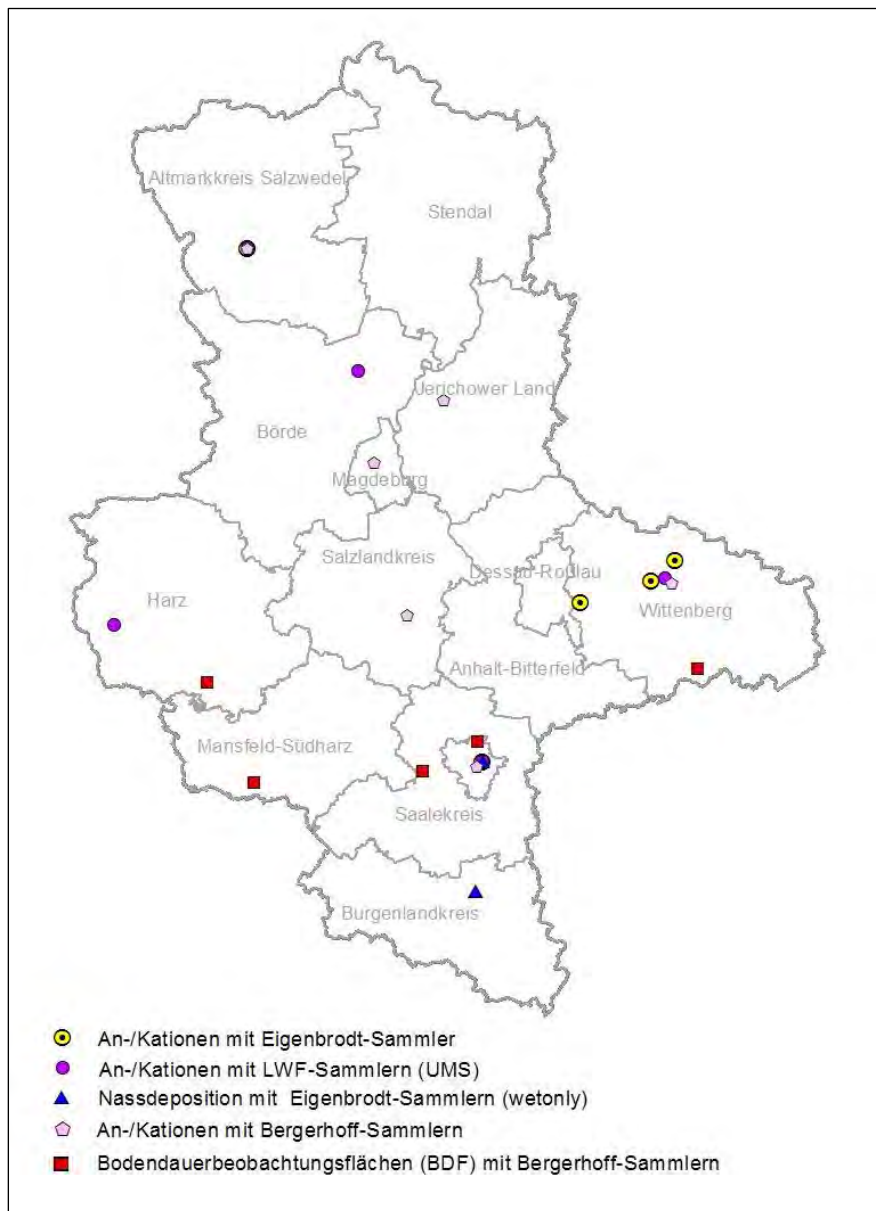 Altmarkkreis Salzwedel
Stendal
Jerichower Land
Börde
Magdeburg
Salzlandkreis
Dessau-Roßlau
Harz
Wittenberg
Anhalt-Bitterfeld
Mansfeld-Südharz
Saalekreis
Burgenlandkreis
An-/Kationen mit Eigenbrodt-Sammler
An-/Kationen mit LWF-Sammlern (UMS)
Nassdeposition mit Eigenbrodt-Sammlern (wetonly)
An-/Kationen mit Bergerhoff-Sammlern
Bodendauerbeobachtungsflächen (BDF) mit Bergerhoff-Sammlern